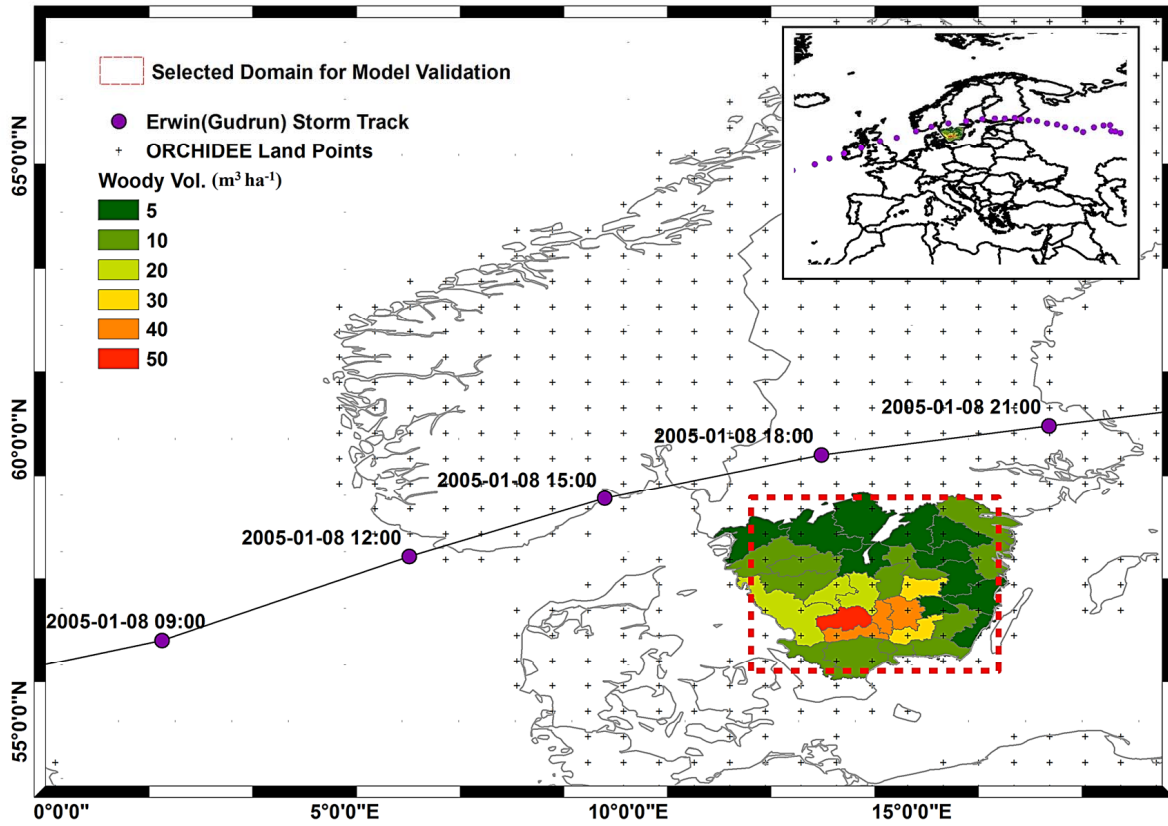 Selected Domain for Model Validation
Erwin(Gudrun) Storm Track
ORCHIDEE Land Points
Woody Vol. (m³ ha⁻¹)
5
10
20
30
40
50
65°0'0"N
60°0'0"N
55°0'0"N
2005-01-08 21:00
2005-01-08 18:00
2005-01-08 15:00
2005-01-08 12:00
2005-01-08 09:00
0°0'0"
5°0'0"E
10°0'0"E
15°0'0"E